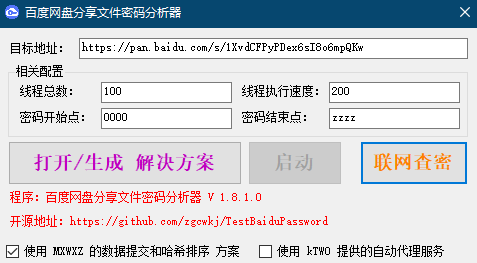 百度网盘分享文件密码分析器
目标地址: https://pan.baidu.com/s/1XvdCFPyPDex6sI8o6mpQKw
相关配置
线程总数: 100 线程执行速度: 200
密码开始点: 0000 密码结束点: zzzz
打开/生成 解决方案 启动 联网查密
程序: 百度网盘分享文件密码分析器 V 1.8.1.0
开源地址: https://github.com/zgcwkj/TestBaiduPassword
使用 MXWXZ 的数据提交和哈希排序 方案 使用 kTWO 提供的自动代理服务